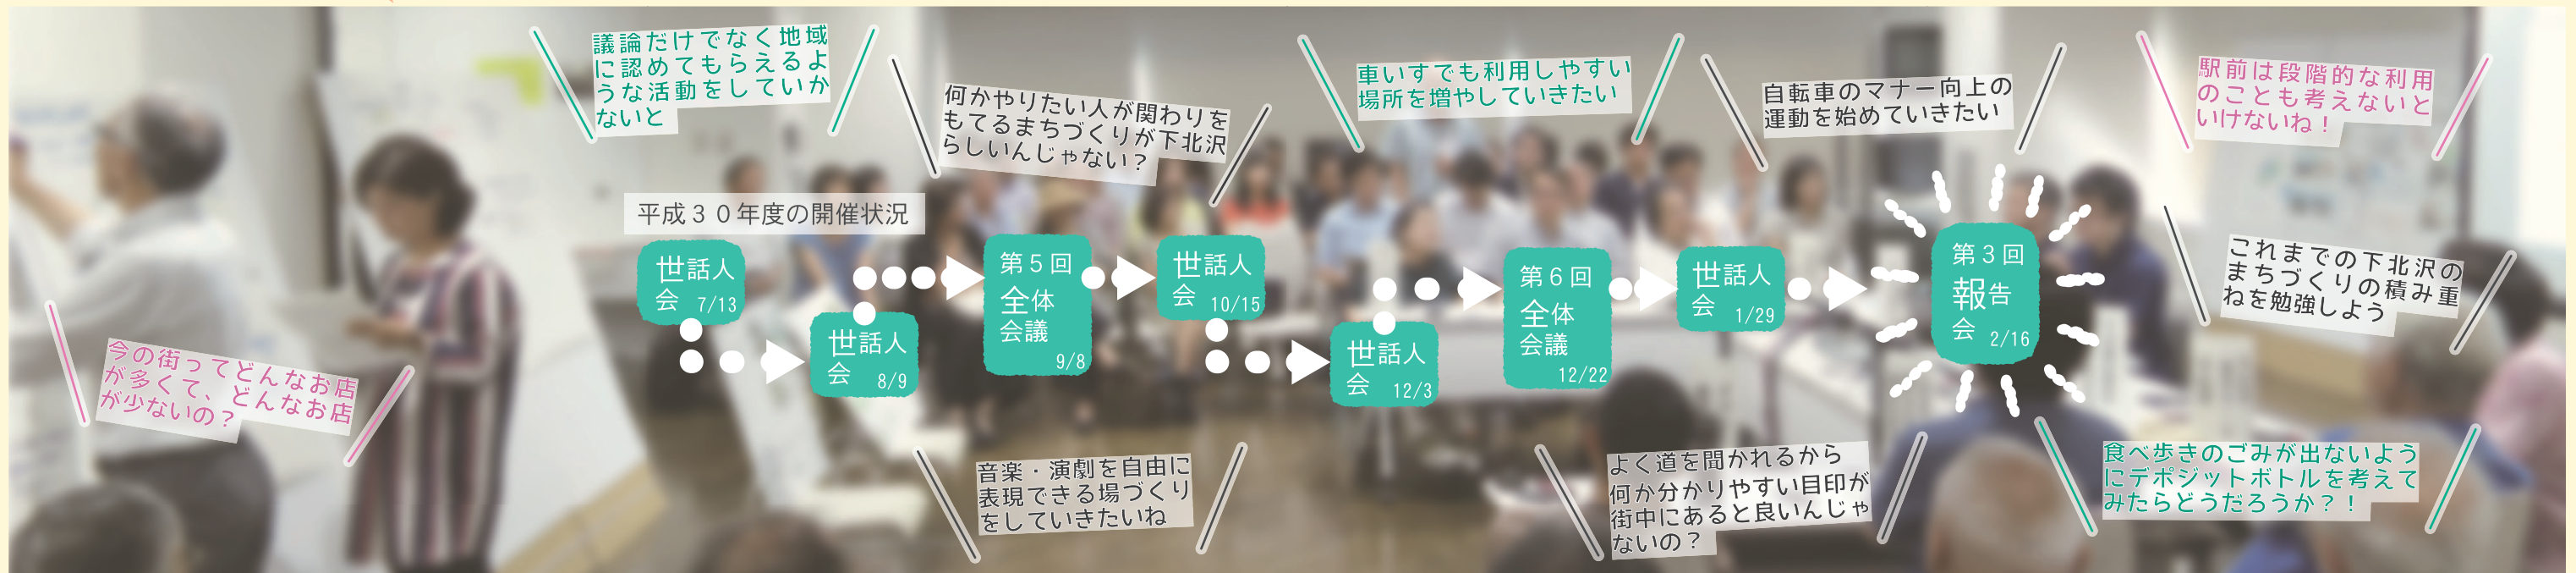 議論だけでなく地域
に認めてもらえるよ
うな活動をしていか
ないと
何かやりたい人が関わりを
もてるまちづくりが下北沢
らしいんじゃない？
車いすでも利用しやすい
場所を増やしていきたい
自転車のマナー向上の
運動を始めていきたい
駅前は段階的な利用
のことも考えないと
いけないね！
平成３０年度の開催状況
世話人
会 7/13
世話人
会 8/9
第５回
全体
会議
9/8
世話人
会 10/15
世話人
会 12/3
第６回
全体
会議
12/22
世話人
会 1/29
第３回
報告
会 2/16
これまでの下北沢の
まちづくりの積み重
ねを勉強しよう
今の街ってどんなお店
が多くて、どんなお店
が少ないの？
音楽・演劇を自由に
表現できる場づくり
をしていきたいね
よく道を聞かれるから
何か分かりやすい目印が
街中にあると良いんじゃ
ないの？
食べ歩きのごみが出ないよう
にデポジットボトルを考えて
みたらどうだろうか？！